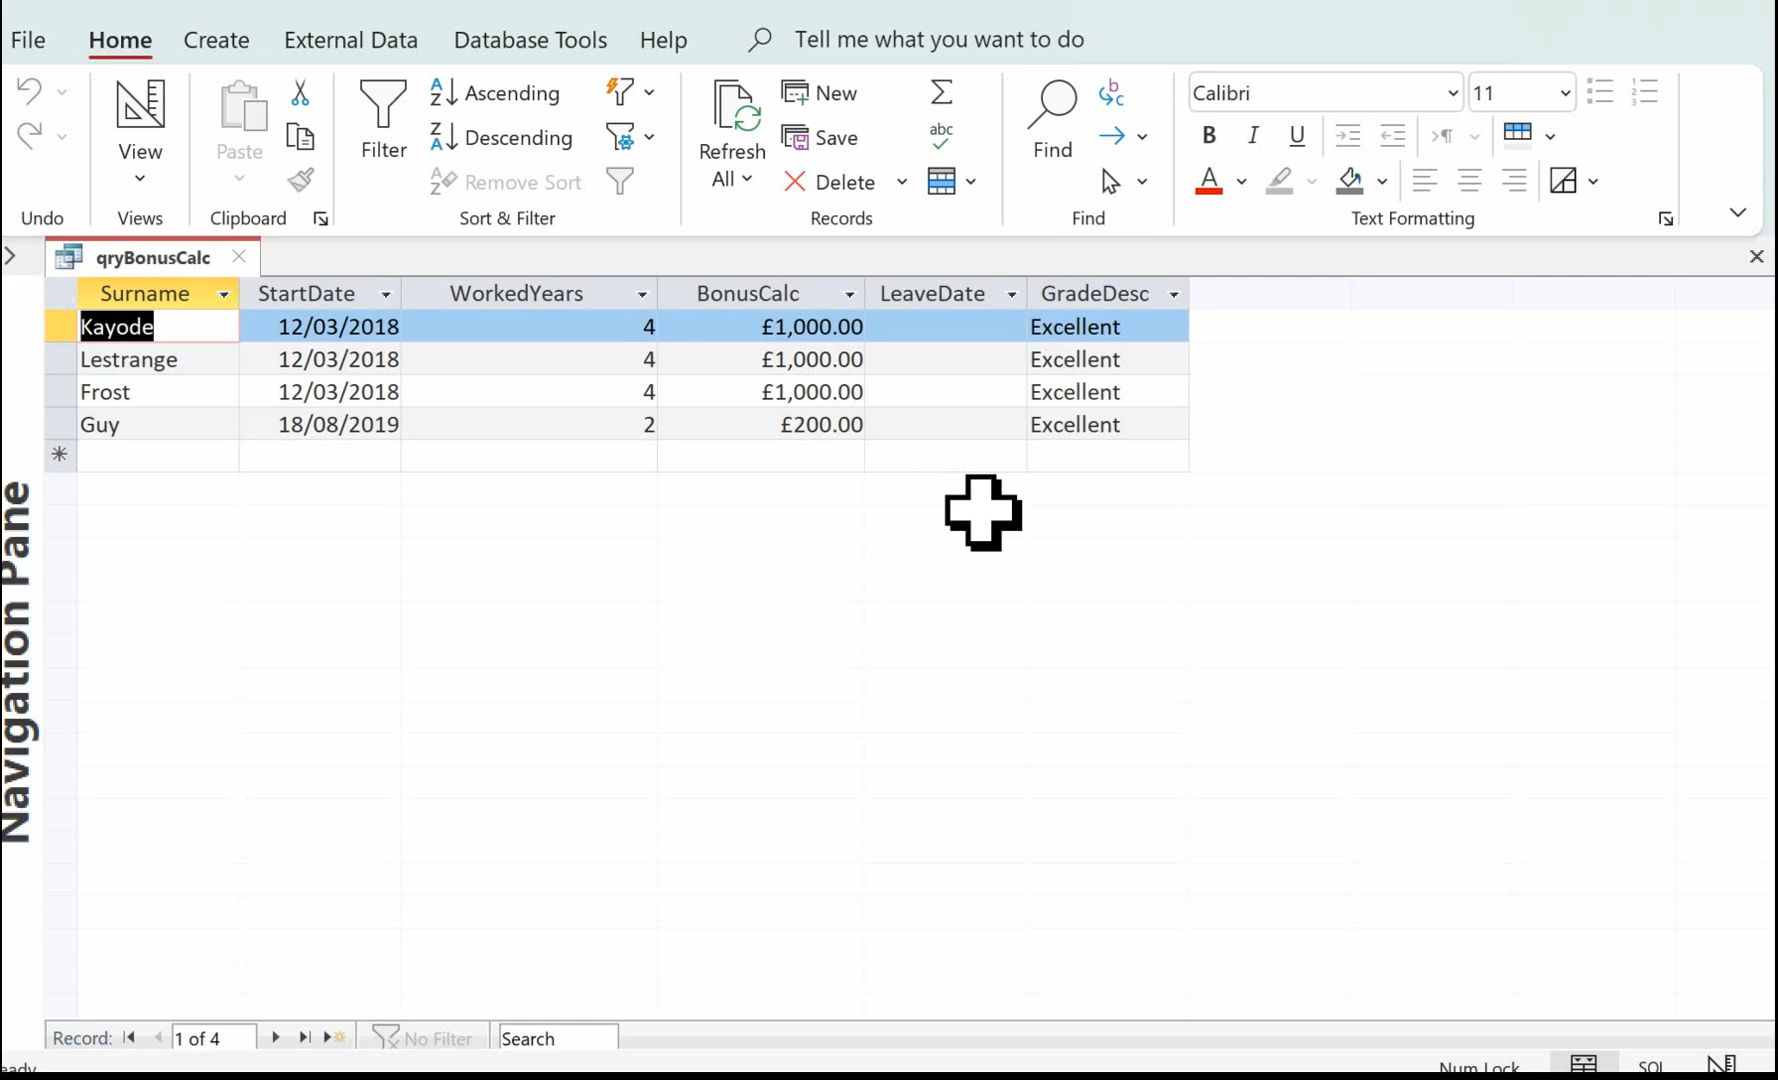 File Home Create External Data Database Tools Help Tell me what you want to do
Ascending New Calibri 11
Descending Save
View Paste Filter Refresh Find
All
Remove Sort Delete
Undo Views Clipboard Sort & Filter Records Find Text Formatting
qryBonusCalc
Surname StartDate WorkedYears BonusCalc LeaveDate GradeDesc
Kayode 12/03/2018 4 £1,000.00 Excellent
Lestrange 12/03/2018 4 £1,000.00 Excellent
Frost 12/03/2018 4 £1,000.00 Excellent
Guy 18/08/2019 2 £200.00 Excellent
Navigation Pane
Record: 1 of 4 No Filter Search
Num Lock SQL